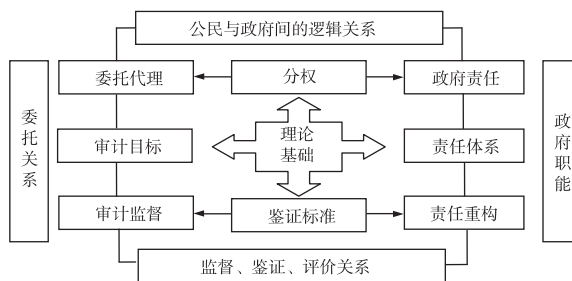 公民与政府间的逻辑关系
委托代理
分权
政府责任
委托关系
审计目标
理论
基础
责任体系
政府职能
审计监督
鉴证标准
责任重构
监督、鉴证、评价关系